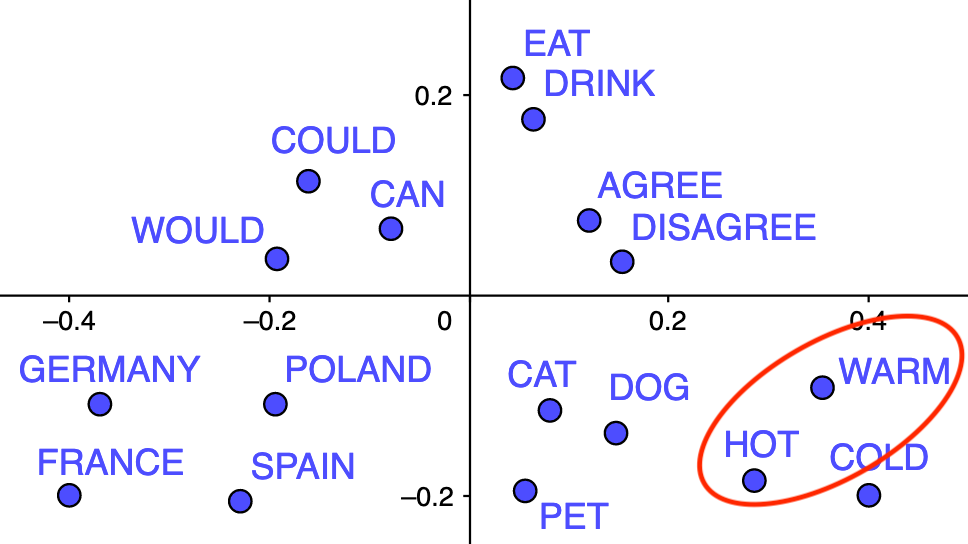 EAT
DRINK
0.2
COULD
CAN
AGREE
WOULD
DISAGREE
−0.4
−0.2
0
0.2
0.4
GERMANY
POLAND
CAT
DOG
WARM
FRANCE
SPAIN
HOT
COLD
−0.2
PET